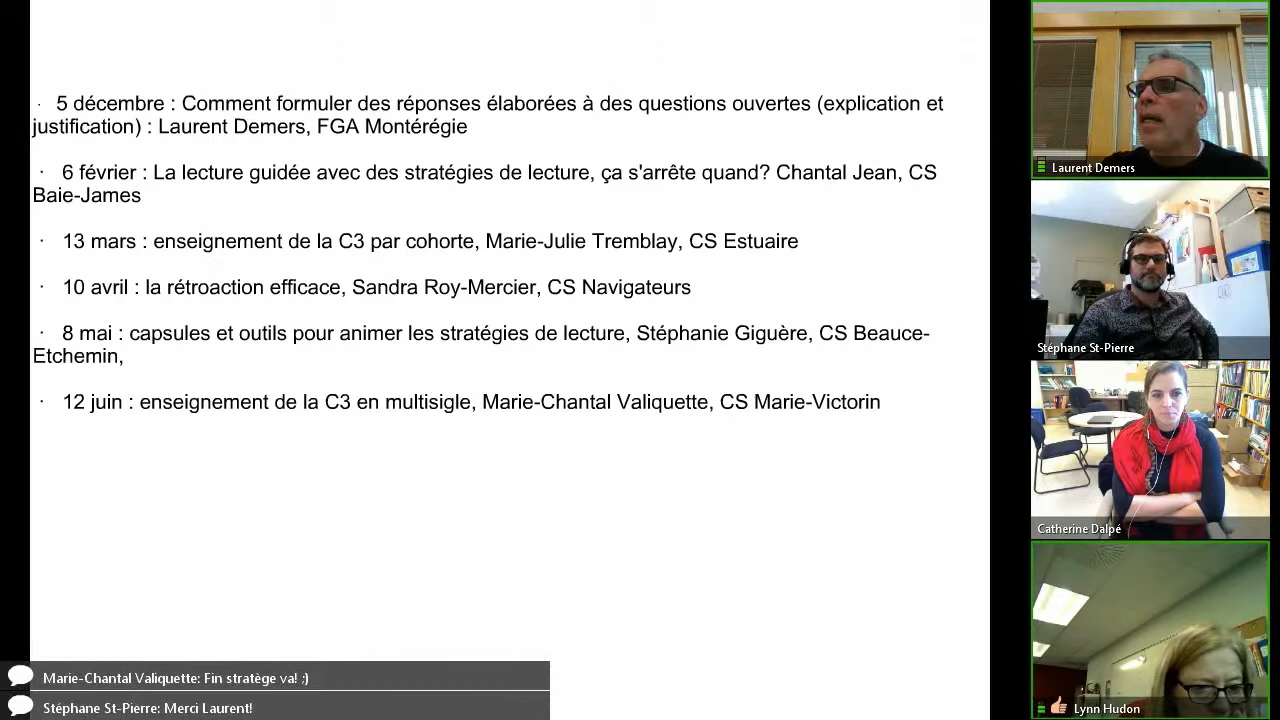 · 5 décembre : Comment formuler des réponses élaborées à des questions ouvertes (explication et
justification) : Laurent Demers, FGA Montérégie
· 6 février : La lecture guidée avec des stratégies de lecture, ça s'arrête quand? Chantal Jean, CS
Baie-James
· 13 mars : enseignement de la C3 par cohorte, Marie-Julie Tremblay, CS Estuaire
· 10 avril : la rétroaction efficace, Sandra Roy-Mercier, CS Navigateurs
· 8 mai : capsules et outils pour animer les stratégies de lecture, Stéphanie Giguère, CS Beauce-
Etchemin,
· 12 juin : enseignement de la C3 en multisigle, Marie-Chantal Valiquette, CS Marie-Victorin
Marie-Chantal Valiquette: Fin stratège va! ;)
Stéphane St-Pierre: Merci Laurent!
Laurent Demers
Stéphane St-Pierre
Catherine Dalpé
Lynn Hudon